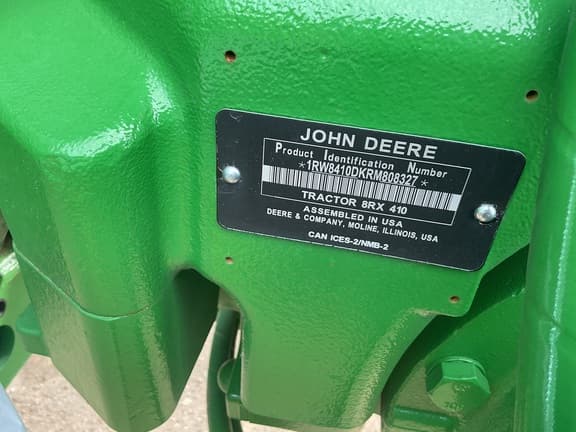 JOHN DEERE
Product Identification Number
*1RW8410DKRM808327*
TRACTOR 8RX 410
ASSEMBLED IN USA
DEERE & COMPANY, MOLINE, ILLINOIS, USA
CAN ICES-2/NMB-2